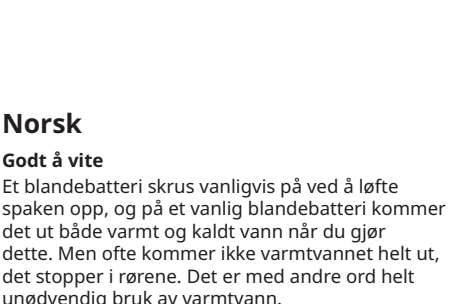 Norsk
Godt å vite
Et blandebatteri skrus vanligvis på ved å løfte
spaken opp, og på et vanlig blandebatteri kommer
det ut både varmt og kaldt vann når du gjør
dette. Men ofte kommer ikke varmtvannet helt ut,
det stopper i rørene. Det er med andre ord helt
unødvendig bruk av varmtvann.